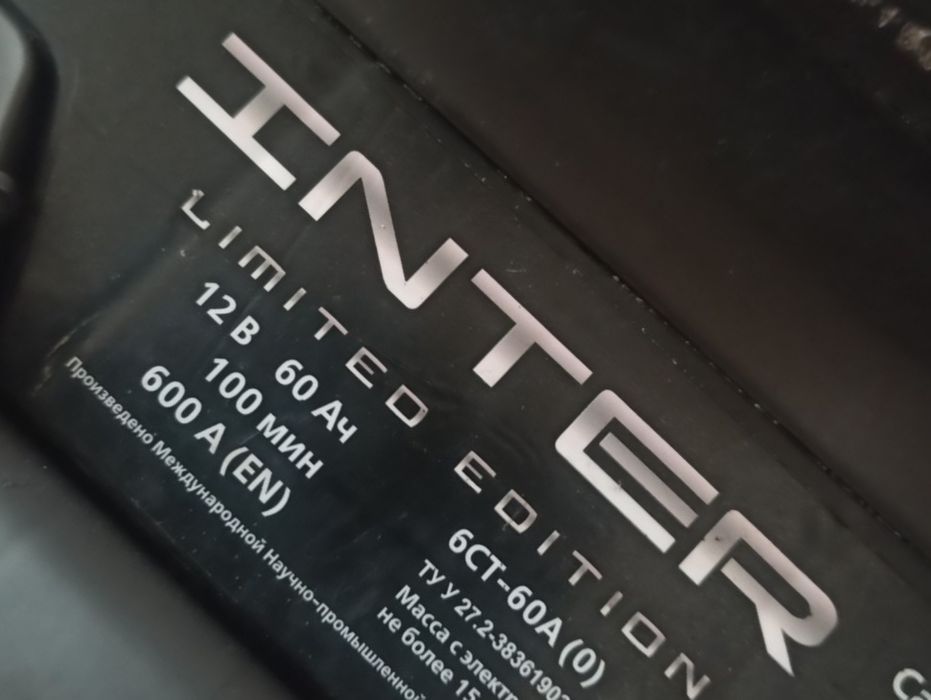 INTER
LIMITED EDITION
12 В 60 Ач
100 МИН
600 А (EN)
6СТ-60А (0)
ТУ У 27.2-3836190
Масса с электр
не более 15
Произведено Международной Научно-промышленной